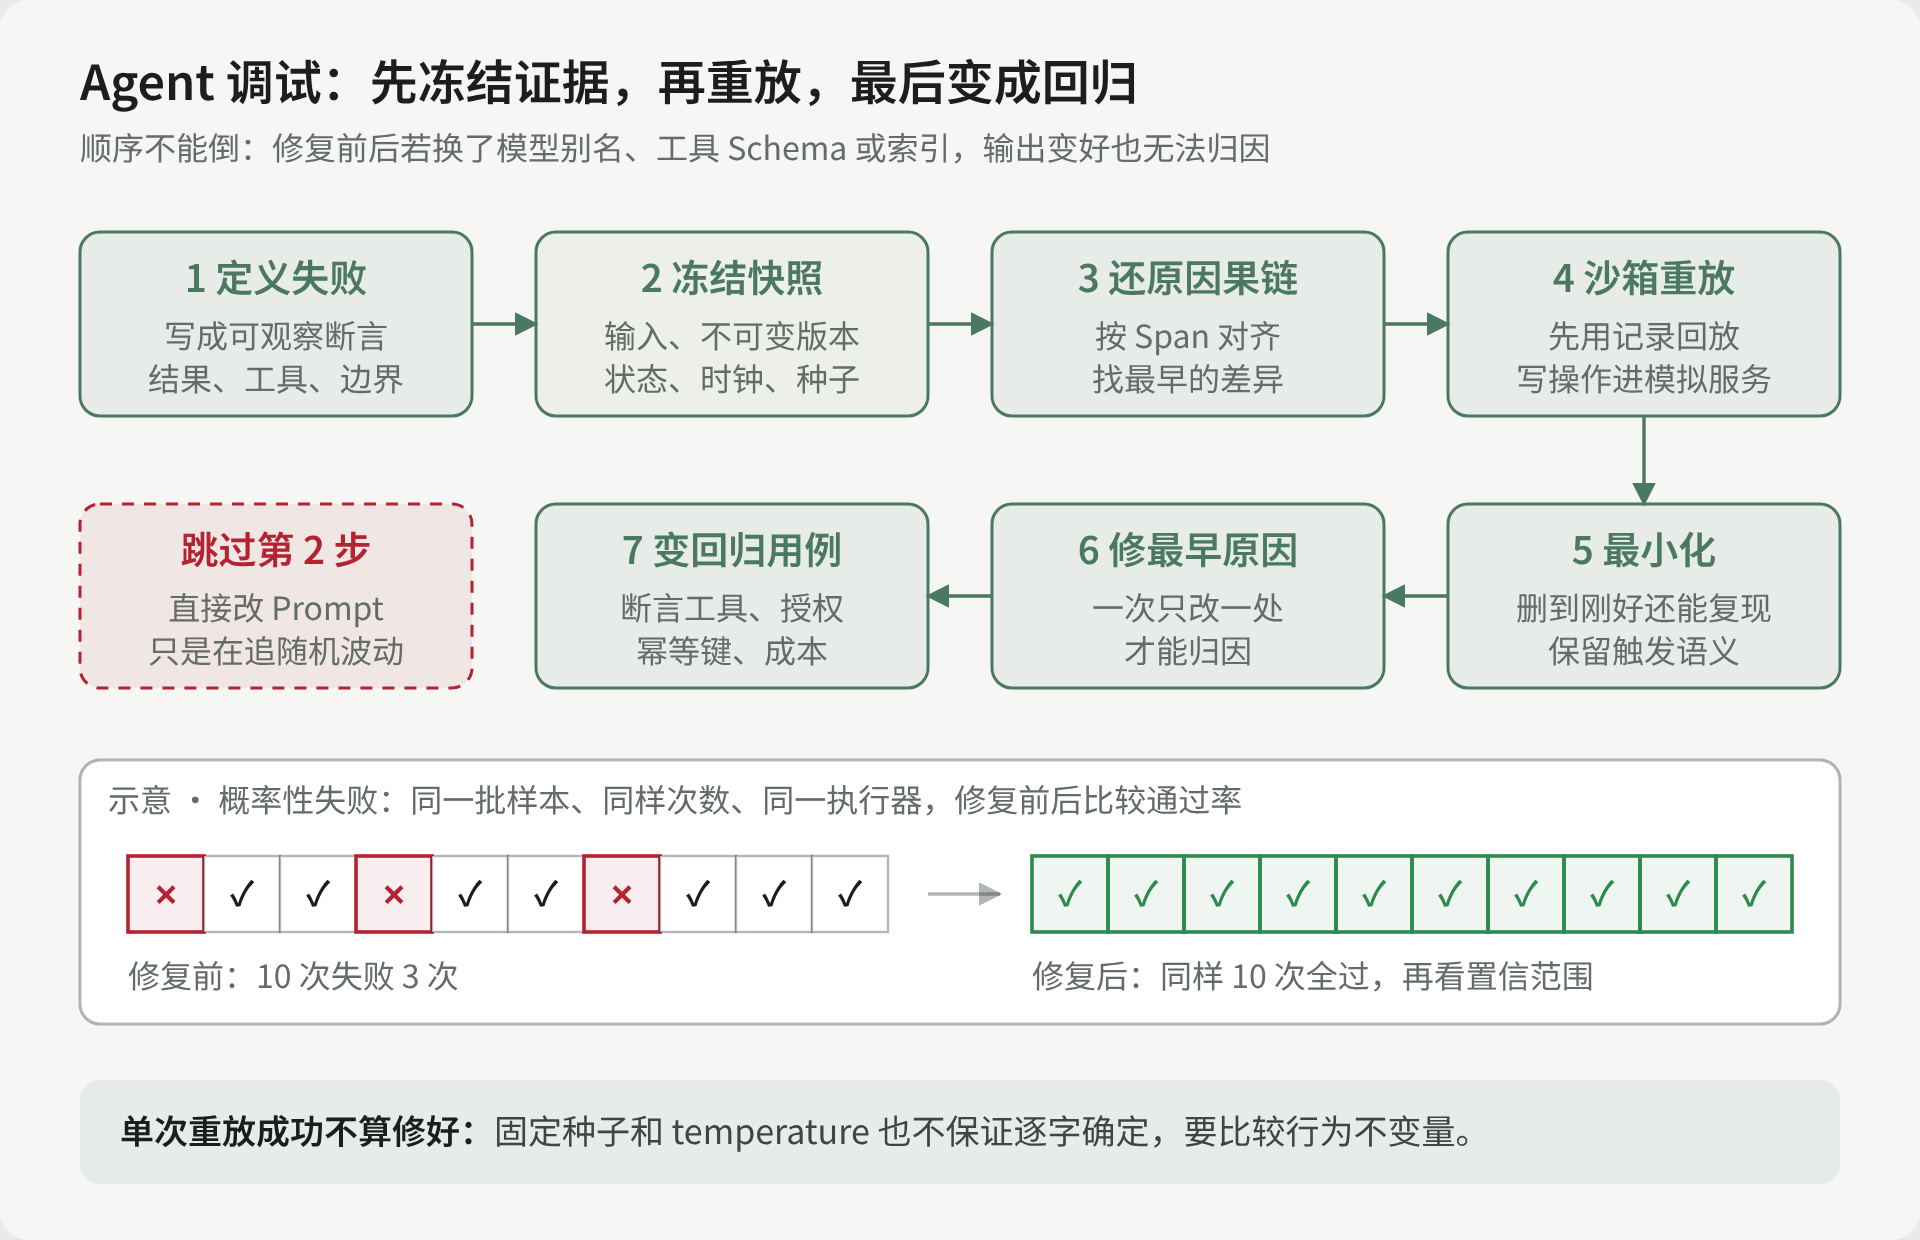 Agent 调试：先冻结证据，再重放，最后变成回归
顺序不能倒：修复前后若换了模型别名、工具 Schema 或索引，输出变好也无法归因
1 定义失败
写成可观察断言
结果、工具、边界
2 冻结快照
输入、不可变版本
状态、时钟、种子
3 还原因果链
按 Span 对齐
找最早的差异
4 沙箱重放
先用记录回放
写操作进模拟服务
5 最小化
删到刚好还能复现
保留触发语义
6 修最早原因
一次只改一处
才能归因
7 变回归用例
断言工具、授权
幂等键、成本
跳过第 2 步
直接改 Prompt
只是在追随机波动
示意 · 概率性失败：同一批样本、同样次数、同一执行器，修复前后比较通过率
× ✓ ✓ × ✓ ✓ × ✓ ✓ ✓
✓ ✓ ✓ ✓ ✓ ✓ ✓ ✓ ✓ ✓
修复前：10 次失败 3 次
修复后：同样 10 次全过，再看置信范围
单次重放成功不算修好：固定种子和 temperature 也不保证逐字确定，要比较行为不变量。